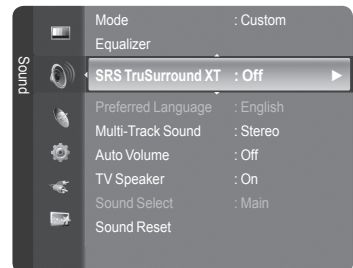 Sound
Mode : Custom
Equalizer
SRS TruSurround XT : Off
Preferred Language : English
Multi-Track Sound : Stereo
Auto Volume : Off
TV Speaker : On
Sound Select : Main
Sound Reset